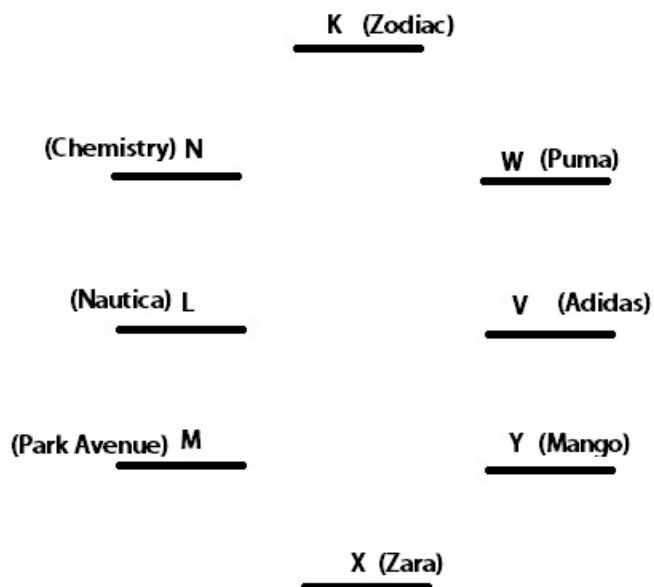 K (Zodiac)
(Chemistry) N
W (Puma)
(Nautica) L
V (Adidas)
(Park Avenue) M
Y (Mango)
X (Zara)